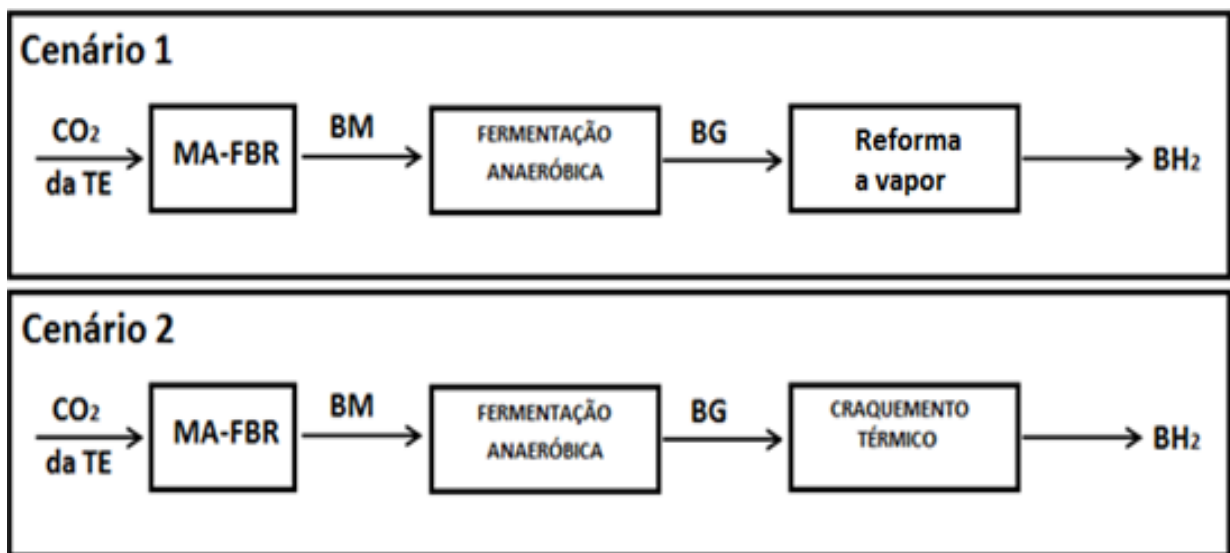 Cenário 1
CO2
da TE
MA-FBR
BM
FERMENTAÇÃO
ANAERÓBICA
BG
Reforma
a vapor
BH2
Cenário 2
CO2
da TE
MA-FBR
BM
FERMENTAÇÃO
ANAERÓBICA
BG
CRAQUEMENTO
TÉRMICO
BH2